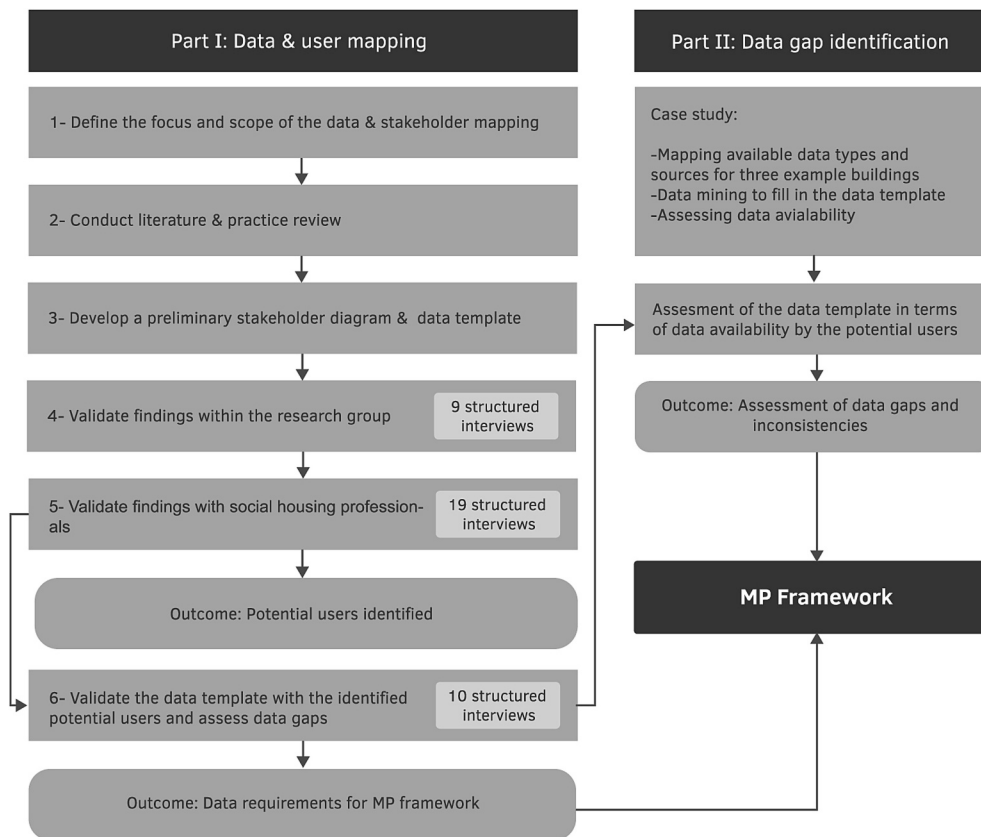 Part I: Data & user mapping
1- Define the focus and scope of the data & stakeholder mapping
2- Conduct literature & practice review
3- Develop a preliminary stakeholder diagram & data template
4- Validate findings within the research group
9 structured
interviews
5- Validate findings with social housing profession-
als
19 structured
interviews
Outcome: Potential users identified
6- Validate the data template with the identified
potential users and assess data gaps
10 structured
interviews
Outcome: Data requirements for MP framework
Part II: Data gap identification
Case study:
-Mapping available data types and
sources for three example buildings
-Data mining to fill in the data template
-Assessing data avialability
Assesment of the data template in terms
of data availability by the potential users
Outcome: Assessment of data gaps and
inconsistencies
MP Framework